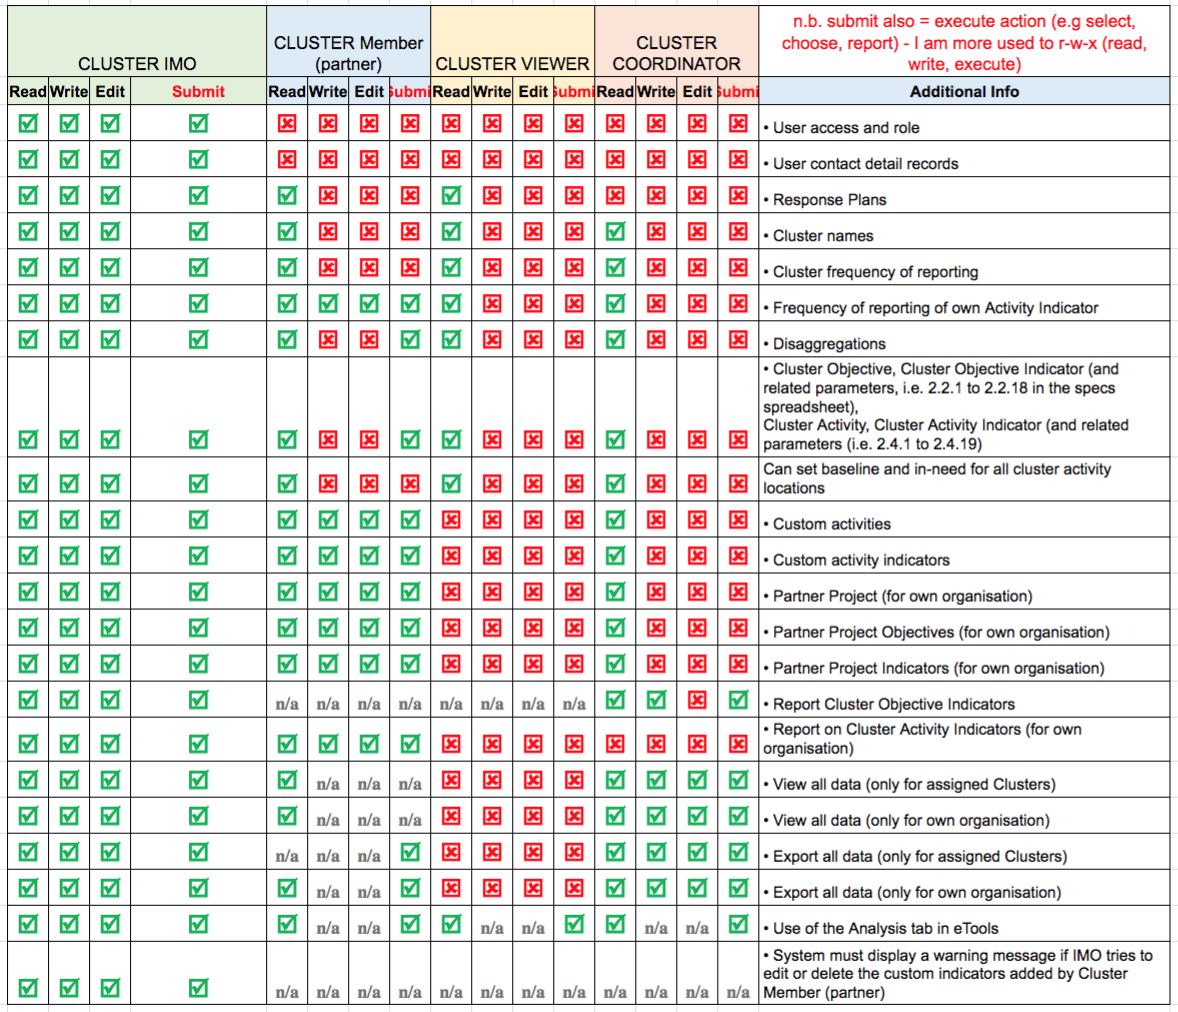 CLUSTER IMO
CLUSTER Member
(partner)
CLUSTER VIEWER
CLUSTER
COORDINATOR
n.b. submit also = execute action (e.g select,
choose, report) - I am more used to r-w-x (read,
write, execute)
Read Write Edit Submit Read Write Edit Submi Read Write Edit Submi Read Write Edit Submi Additional Info
• User access and role
• User contact detail records
• Response Plans
• Cluster names
• Cluster frequency of reporting
• Frequency of reporting of own Activity Indicator
• Disaggregations
• Cluster Objective, Cluster Objective Indicator (and
related parameters, i.e. 2.2.1 to 2.2.18 in the specs
spreadsheet),
Cluster Activity, Cluster Activity Indicator (and related
parameters (i.e. 2.4.1 to 2.4.19)
Can set baseline and in-need for all cluster activity
locations
• Custom activities
• Custom activity indicators
• Partner Project (for own organisation)
• Partner Project Objectives (for own organisation)
• Partner Project Indicators (for own organisation)
n/a n/a n/a n/a n/a n/a n/a n/a • Report Cluster Objective Indicators
• Report on Cluster Activity Indicators (for own
organisation)
n/a n/a n/a • View all data (only for assigned Clusters)
n/a n/a n/a • View all data (only for own organisation)
n/a n/a n/a • Export all data (only for assigned Clusters)
n/a n/a • Export all data (only for own organisation)
n/a n/a n/a n/a n/a n/a • Use of the Analysis tab in eTools
• System must display a warning message if IMO tries to
edit or delete the custom indicators added by Cluster
n/a n/a n/a n/a n/a n/a n/a n/a n/a n/a n/a n/a Member (partner)